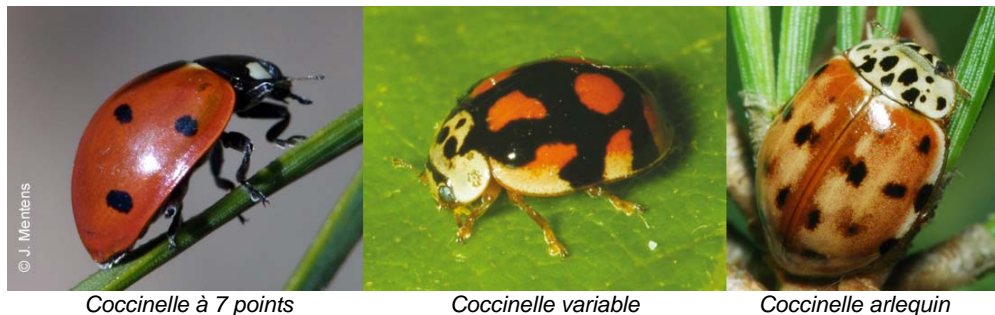 © J. Mentens
Coccinelle à 7 points
Coccinelle variable
Coccinelle arlequin